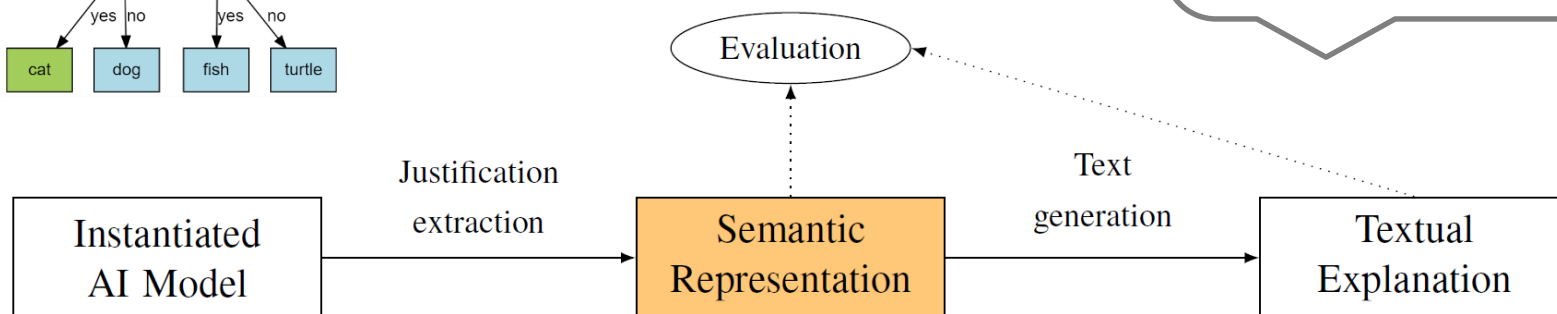 yes no yes no
cat dog fish turtle
Evaluation
Justification
extraction
Text
generation
Instantiated
AI Model
Semantic
Representation
Textual
Explanation